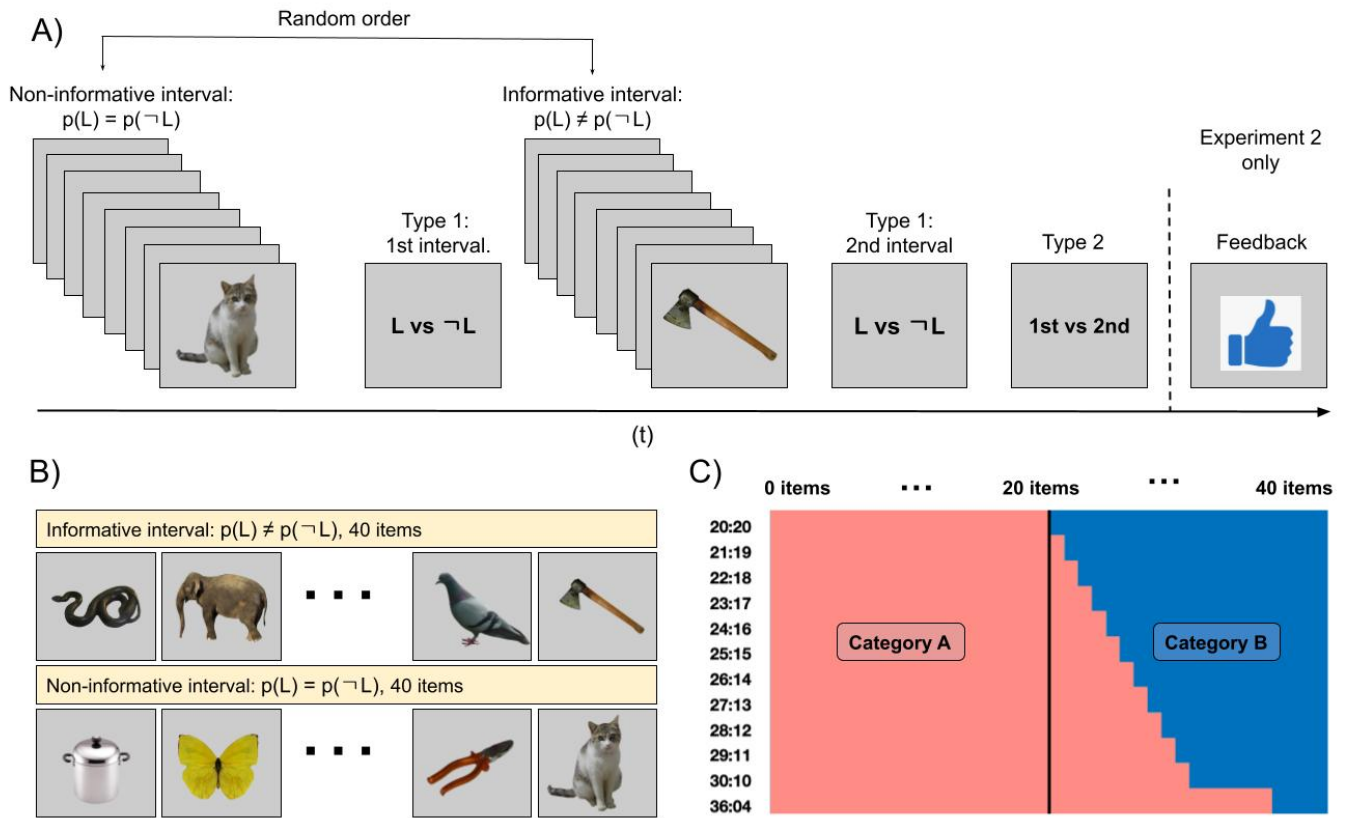 A)
Random order
Non-informative interval:
p(L) = p(¬L)
Informative interval:
p(L) ≠ p(¬L)
Experiment 2
only
Type 1:
1st interval.
Type 1:
2nd interval
Type 2
Feedback
L vs ¬L
L vs ¬L
1st vs 2nd
(t)
B)
Informative interval: p(L) ≠ p(¬L), 40 items
Non-informative interval: p(L) = p(¬L), 40 items
C)
0 items ... 20 items ... 40 items
20:20
21:19
22:18
23:17
24:16
25:15
26:14
27:13
28:12
29:11
30:10
36:04
Category A
Category B